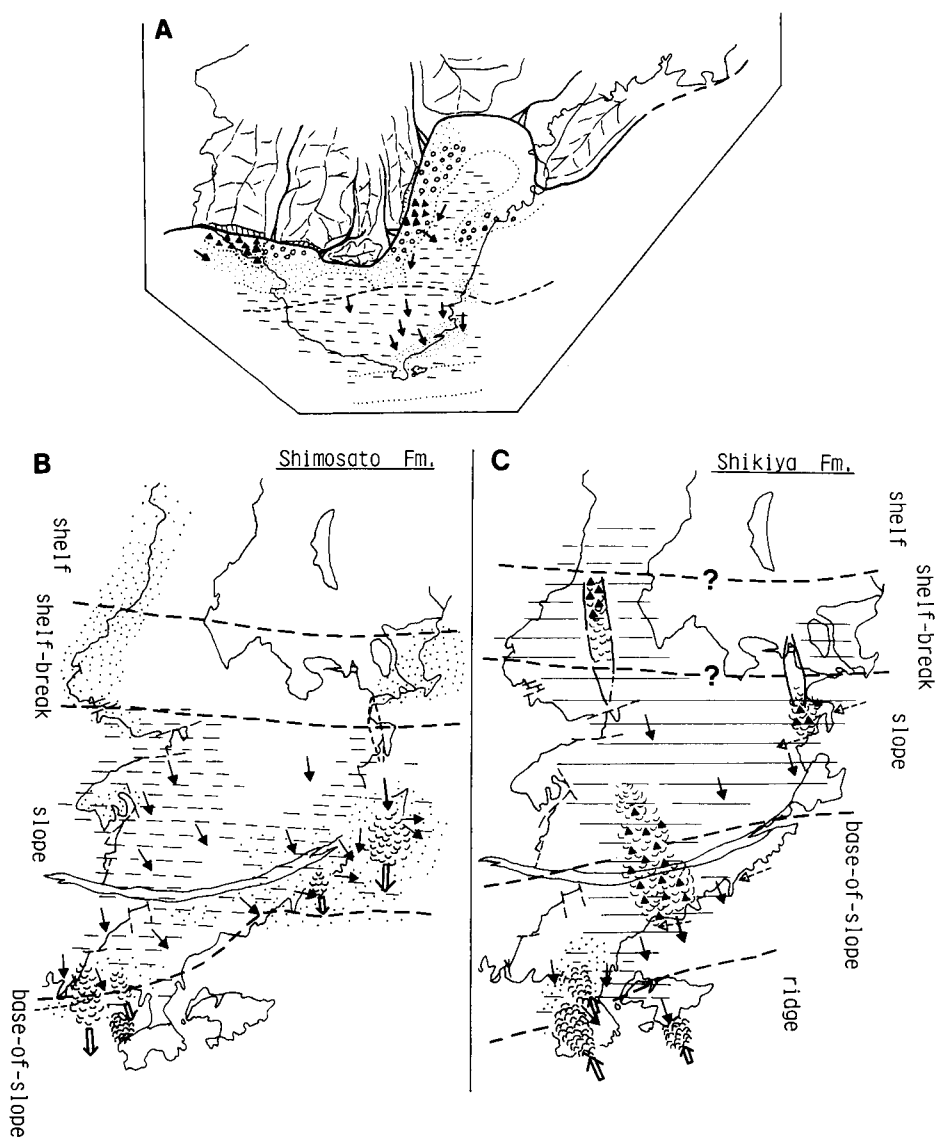 A
B
Shimosato Fm.
shelf
shelf-break
slope
base-of-slope
C
Shikiya Fm.
shelf
shelf-break
slope
base-of-slope
ridge
?
?